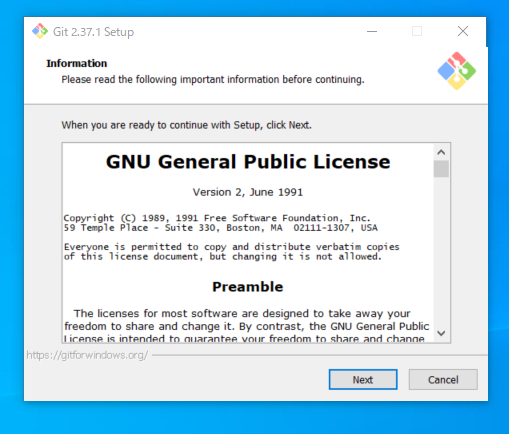 Git 2.37.1 Setup
Information
Please read the following important information before continuing.
When you are ready to continue with Setup, click Next.
GNU General Public License
Version 2, June 1991
Copyright (C) 1989, 1991 Free Software Foundation, Inc.
59 Temple Place - Suite 330, Boston, MA  02111-1307, USA
Everyone is permitted to copy and distribute verbatim copies
of this license document, but changing it is not allowed.
Preamble
The licenses for most software are designed to take away your
freedom to share and change it. By contrast, the GNU General Public
License is intended to guarantee your freedom to share and change
https://gitforwindows.org/
Next
Cancel